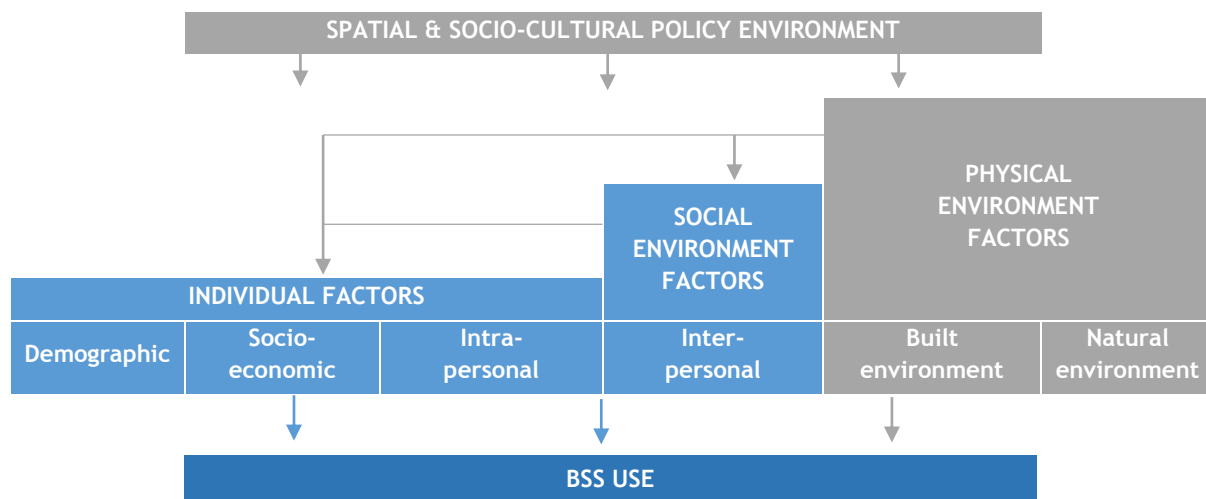 SPATIAL & SOCIO-CULTURAL POLICY ENVIRONMENT
PHYSICAL
ENVIRONMENT
FACTORS
SOCIAL
ENVIRONMENT
FACTORS
INDIVIDUAL FACTORS
Demographic
Socio-
economic
Intra-
personal
Inter-
personal
Built
environment
Natural
environment
BSS USE